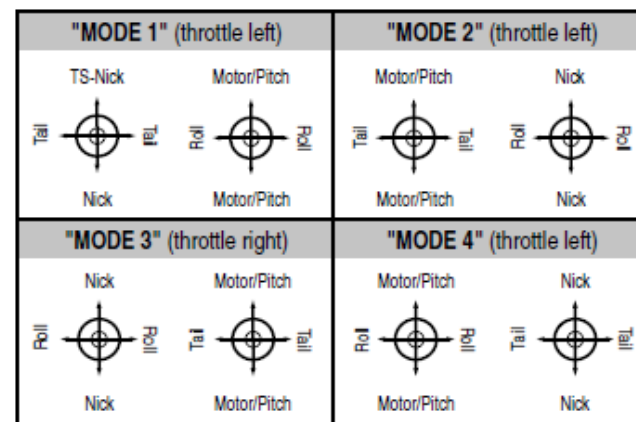 "MODE 1" (throttle left)
"MODE 2" (throttle left)
TS-Nick Motor/Pitch
Motor/Pitch Nick
Tail Tail Roll Roll
Tail Tail Roll Roll
Nick Motor/Pitch
Motor/Pitch Nick
"MODE 3" (throttle right)
"MODE 4" (throttle left)
Nick Motor/Pitch
Motor/Pitch Nick
Roll Roll Tail Tail
Roll Roll Tail Tail
Nick Motor/Pitch
Motor/Pitch Nick